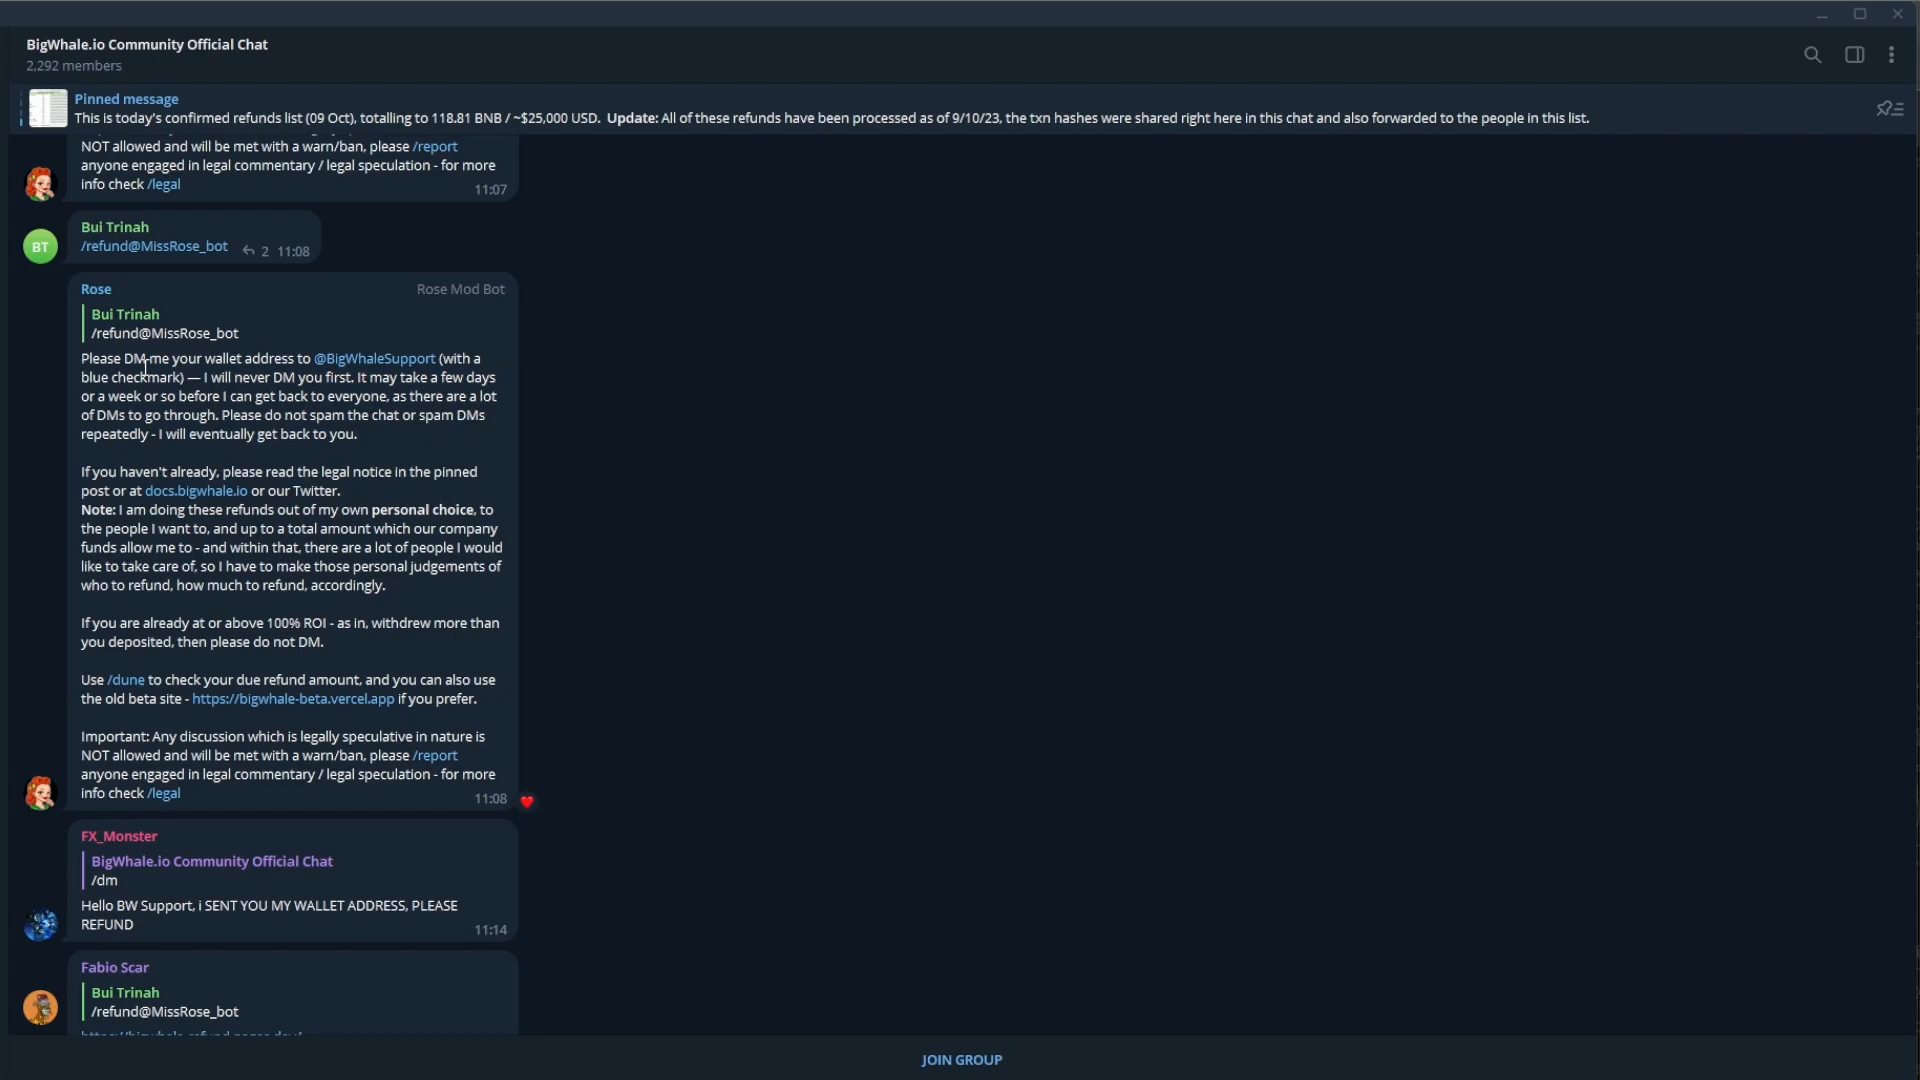 BigWhale.io Community Official Chat
2,292 members
Pinned message
This is today's confirmed refunds list (09 Oct), totalling to 118.81 BNB / ~$25,000 USD. Update: All of these refunds have been processed as of 9/10/23, the txn hashes were shared right here in this chat and also forwarded to the people in this list.
NOT allowed and will be met with a warn/ban, please /report
anyone engaged in legal commentary / legal speculation - for more
info check /legal
11:07
Bui Trinah
BT
/refund@MissRose_bot 2 11:08
Rose Rose Mod Bot
Bui Trinah
/refund@MissRose_bot
Please DM me your wallet address to @BigWhaleSupport (with a
blue checkmark) — I will never DM you first. It may take a few days
or a week or so before I can get back to everyone, as there are a lot
of DMs to go through. Please do not spam the chat or spam DMs
repeatedly - I will eventually get back to you.
If you haven't already, please read the legal notice in the pinned
post or at docs.bigwhale.io or our Twitter.
Note: I am doing these refunds out of my own personal choice, to
the people I want to, and up to a total amount which our company
funds allow me to - and within that, there are a lot of people I would
like to take care of, so I have to make those personal judgements of
who to refund, how much to refund, accordingly.
If you are already at or above 100% ROI - as in, withdrew more than
you deposited, then please do not DM.
Use /dune to check your due refund amount, and you can also use
the old beta site - https://bigwhale-beta.vercel.app if you prefer.
Important: Any discussion which is legally speculative in nature is
NOT allowed and will be met with a warn/ban, please /report
anyone engaged in legal commentary / legal speculation - for more
info check /legal
11:08
FX_Monster
BigWhale.io Community Official Chat
/dm
Hello BW Support, i SENT YOU MY WALLET ADDRESS, PLEASE
REFUND
11:14
Fabio Scar
Bui Trinah
/refund@MissRose_bot
JOIN GROUP